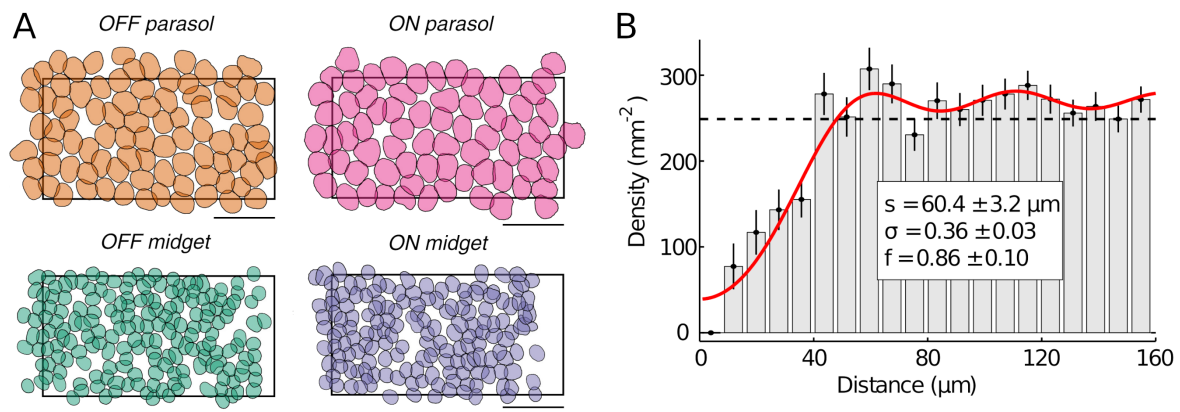 A
OFF parasol
ON parasol
OFF midget
ON midget
B
Density (mm⁻²)
300
200
100
0
s = 60.4 ±3.2 µm
σ = 0.36 ±0.03
f = 0.86 ±0.10
0
40
80
120
160
Distance (µm)